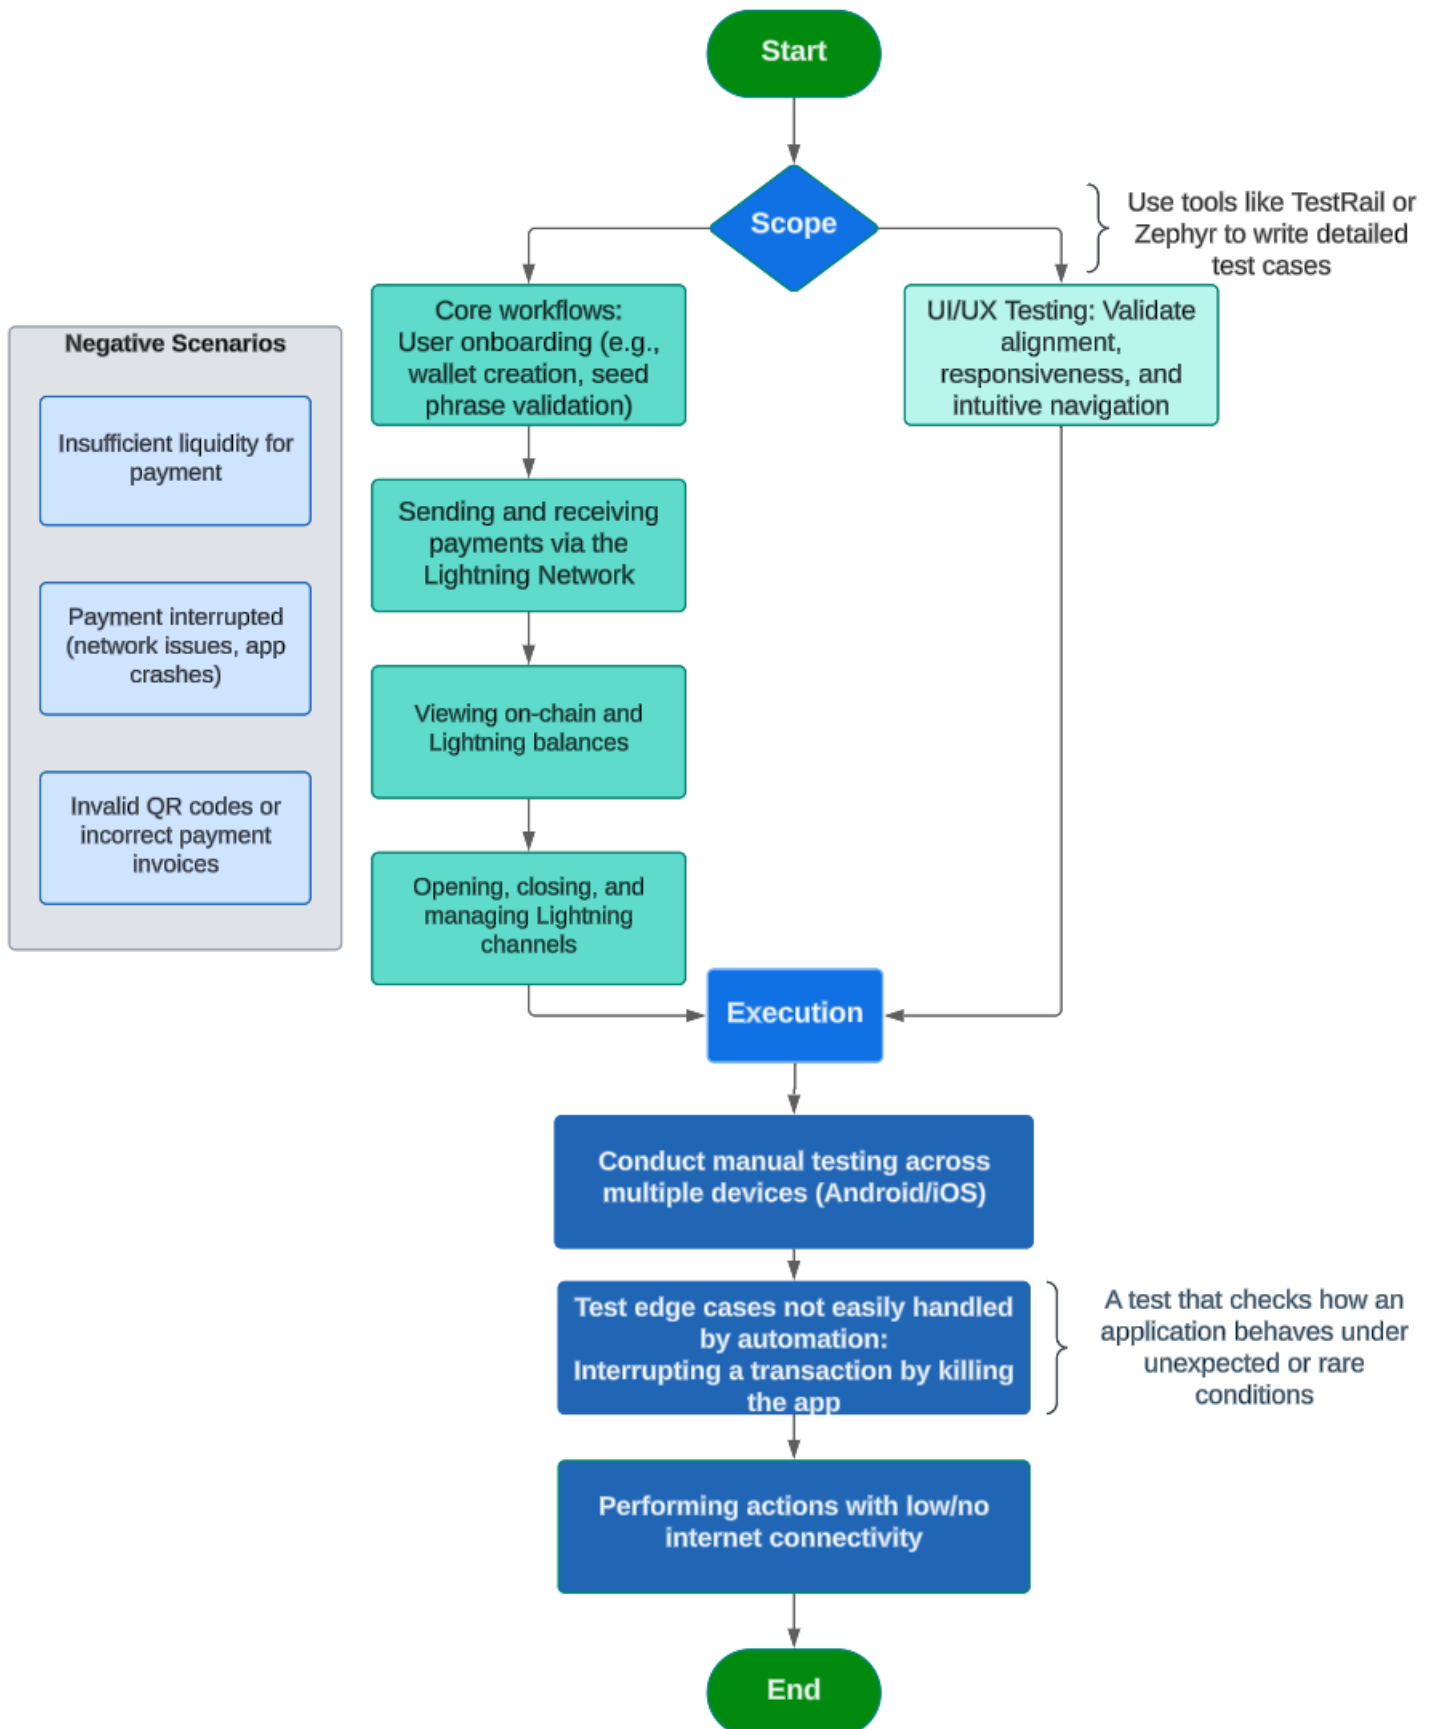 Start
Scope
Use tools like TestRail or
Zephyr to write detailed
test cases
Core workflows:
User onboarding (e.g.,
wallet creation, seed
phrase validation)
UI/UX Testing: Validate
alignment,
responsiveness, and
intuitive navigation
Negative Scenarios
Insufficient liquidity for
payment
Payment interrupted
(network issues, app
crashes)
Invalid QR codes or
incorrect payment
invoices
Sending and receiving
payments via the
Lightning Network
Viewing on-chain and
Lightning balances
Opening, closing, and
managing Lightning
channels
Execution
Conduct manual testing across
multiple devices (Android/iOS)
Test edge cases not easily handled
by automation:
Interrupting a transaction by killing
the app
A test that checks how an
application behaves under
unexpected or rare
conditions
Performing actions with low/no
internet connectivity
End